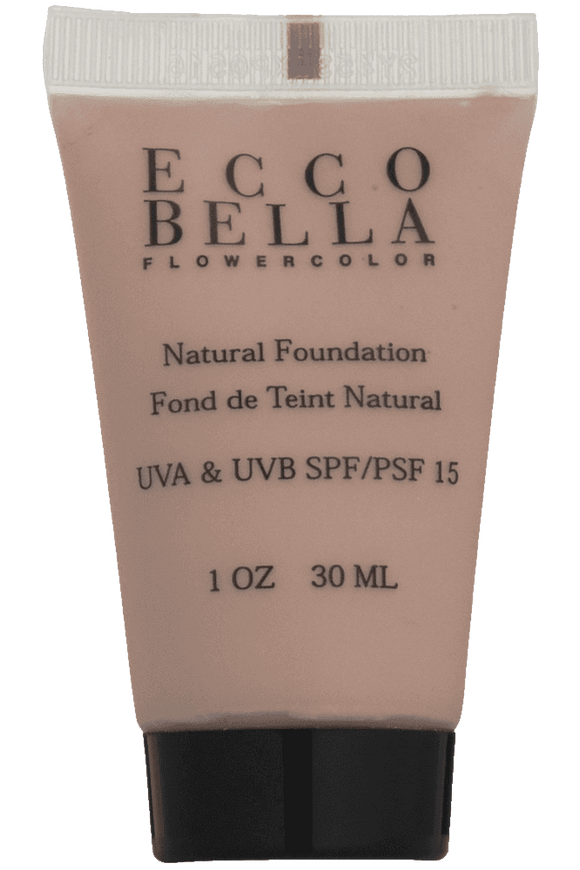 ECCO
BELLA
FLOWERCOLOR
Natural Foundation
Fond de Teint Natural
UVA & UVB SPF/PSF 15
1 OZ 30 ML